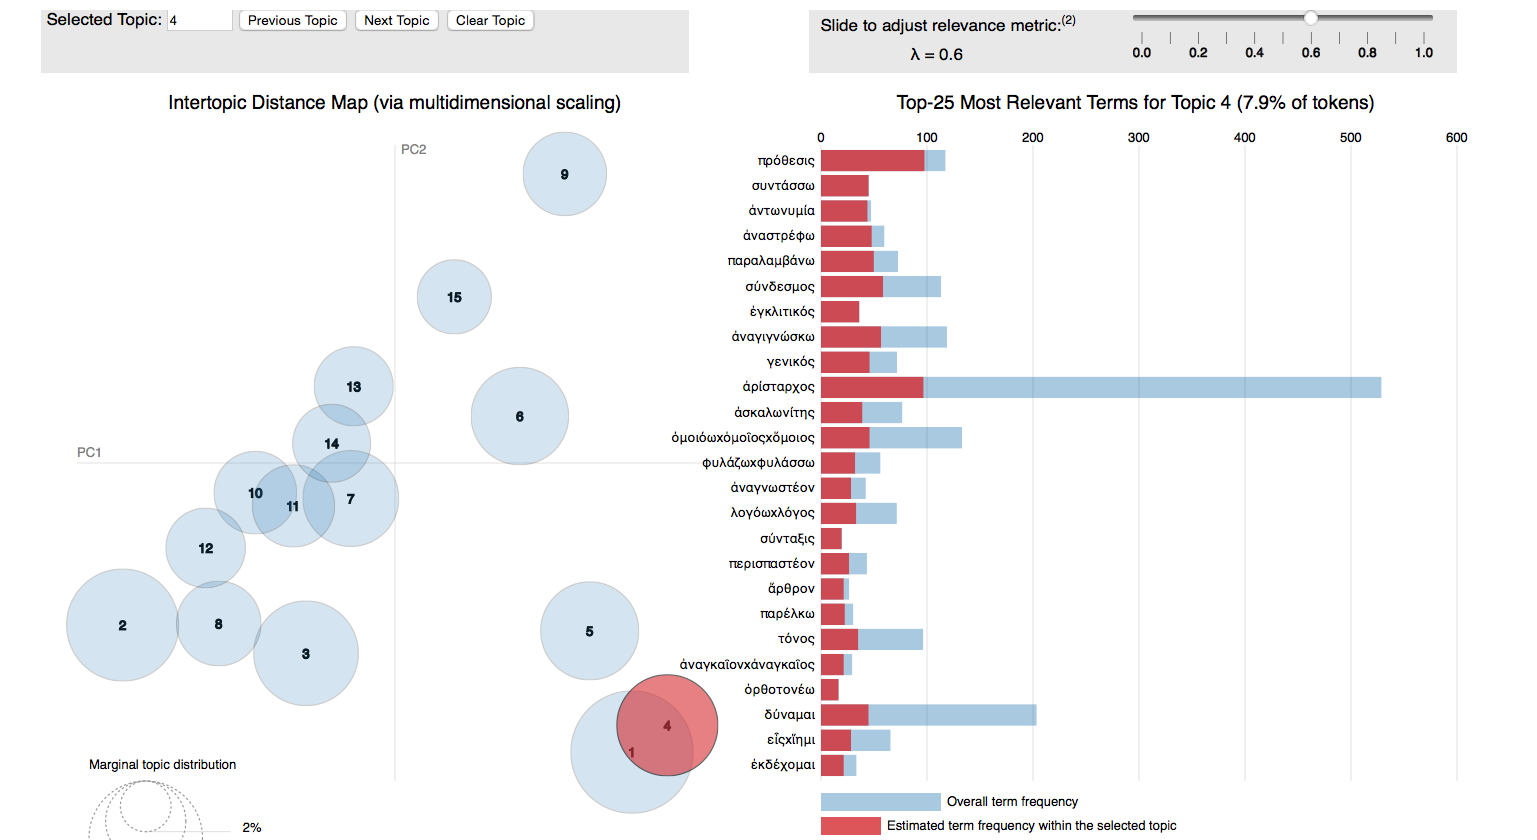 Selected Topic: 4 Previous Topic Next Topic Clear Topic
Slide to adjust relevance metric:(2)
λ = 0.6
0.0 0.2 0.4 0.6 0.8 1.0
Intertopic Distance Map (via multidimensional scaling)
PC2
PC1
9
15
13
6
14
10
7
11
12
2
8
3
5
4
1
Marginal topic distribution
2%
Top-25 Most Relevant Terms for Topic 4 (7.9% of tokens)
0 100 200 300 400 500 600
πρόθεσις
συντάσσω
ἀντωνυμία
ἀναστρέφω
παραλαμβάνω
σύνδεσμος
ἐγκλιτικός
ἀναγιγνώσκω
γενικός
ἀρίσταρχος
ἀσκαλωνίτης
ὁμοιόωχὁμοῖοςχὅμοιος
φυλάζωχφυλάσσω
ἀναγνωστέον
λογόωχλόγος
σύνταξις
περισπαστέον
ἄρθρον
παρέλκω
τόνος
ἀναγκαῖονχἀναγκαῖος
ὀρθοτονέω
δύναμαι
εἷςχἵημι
ἐκδέχομαι
Overall term frequency
Estimated term frequency within the selected topic